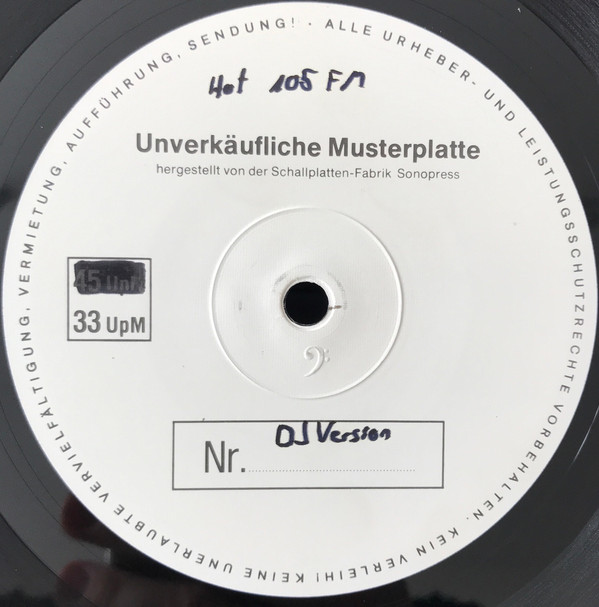 ALLE URHEBER- UND LEISTUNGSSCHUTZRECHTE VORBEHALTEN. KEIN VERLEIH! KEINE UNERLAUBTE VERVIELFÄLTIGUNG, VERMIETUNG, AUFFÜHRUNG, SENDUNG! ·
Hot 105 FM
Unverkäufliche Musterplatte
hergestellt von der Schallplatten-Fabrik Sonopress
45 UpM
33 UpM
DJ Version
Nr.